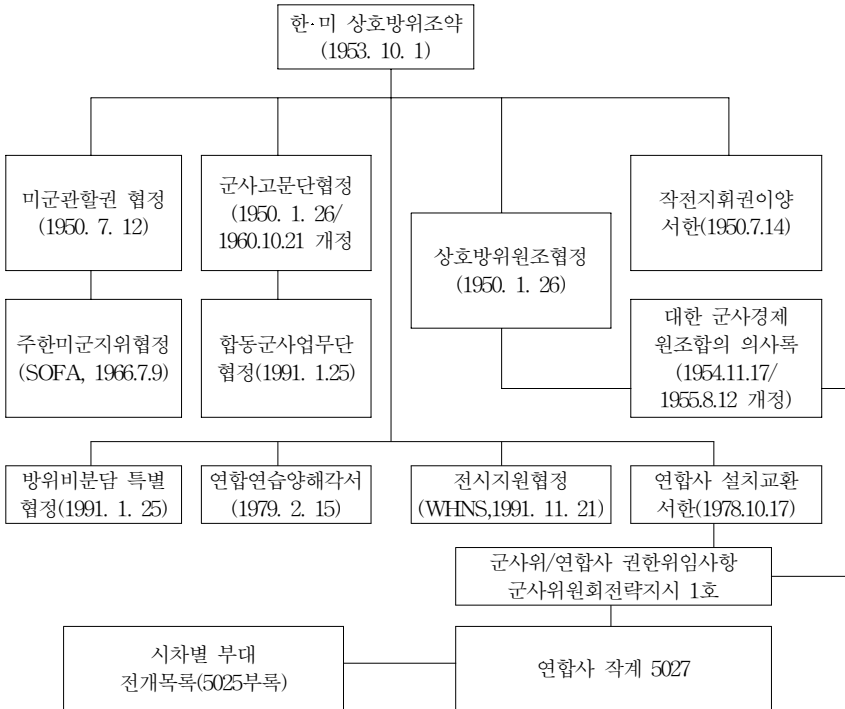 한·미 상호방위조약
(1953. 10. 1)
미군관할권 협정
(1950. 7. 12)
군사고문단협정
(1950. 1. 26/
1960.10.21 개정
상호방위원조협정
(1950. 1. 26)
작전지휘권이양
서한(1950.7.14)
주한미군지위협정
(SOFA, 1966.7.9)
합동군사업무단
협정(1991. 1.25)
대한 군사경제
원조합의 의사록
(1954.11.17/
1955.8.12 개정)
방위비분담 특별
협정(1991. 1. 25)
연합연습양해각서
(1979. 2. 15)
전시지원협정
(WHNS,1991. 11. 21)
연합사 설치교환
서한(1978.10.17)
군사위/연합사 권한위임사항
군사위원회전략지시 1호
시차별 부대
전개목록(5025부록)
연합사 작계 5027